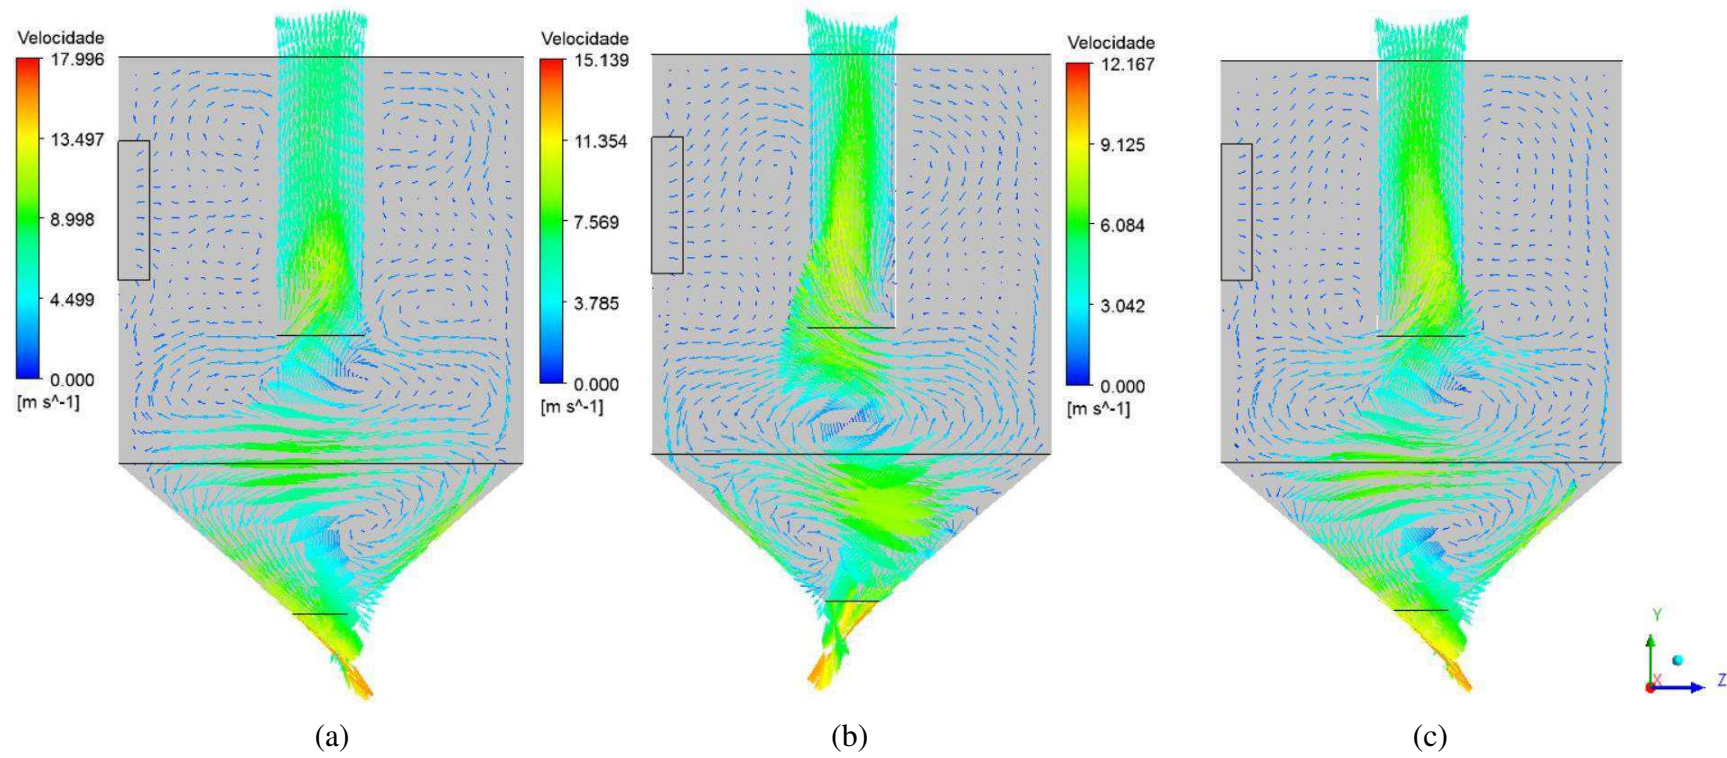 Velocidade
17.996
13.497
8.998
4.499
0.000
[m s^-1]
(a)
Velocidade
15.139
11.354
7.569
3.785
0.000
[m s^-1]
(b)
Velocidade
12.167
9.125
6.084
3.042
0.000
[m s^-1]
(c)
Y
X
Z